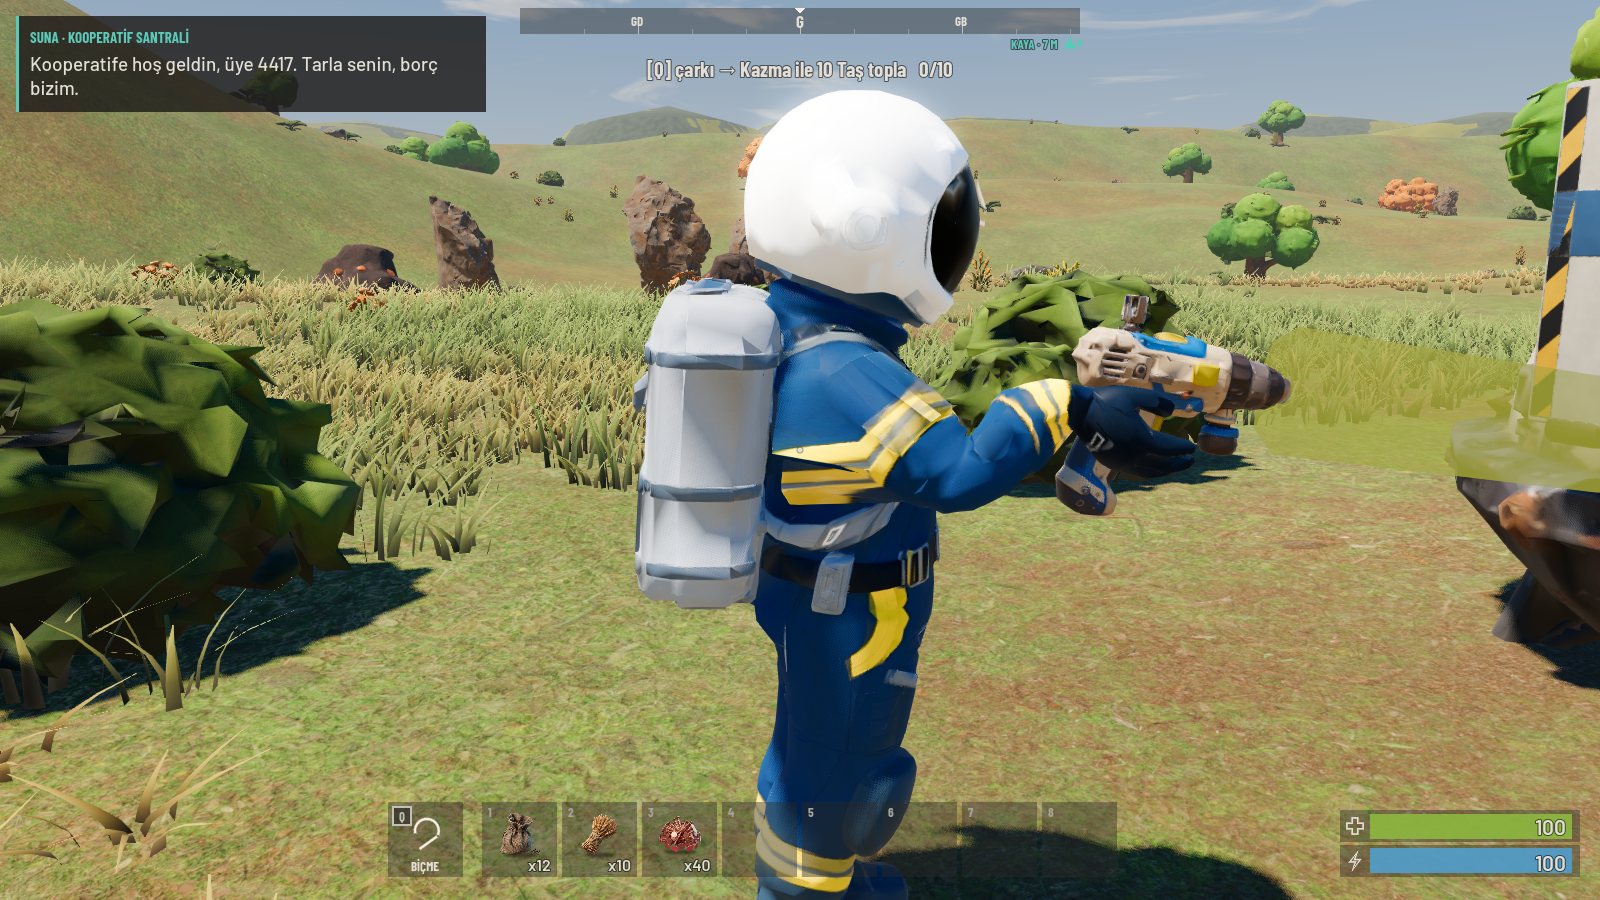 SUNA · KOOPERATİF SANTRALİ
Kooperatife hoş geldin, üye 4417. Tarla senin, borç
bizim.
GD G GB
KAYA · 7 M
[Q] çarkı → Kazma ile 10 Taş topla 0/10
Q
BİÇME
1 x12
2 x10
3 x40
4
5
6
7
8
100
100